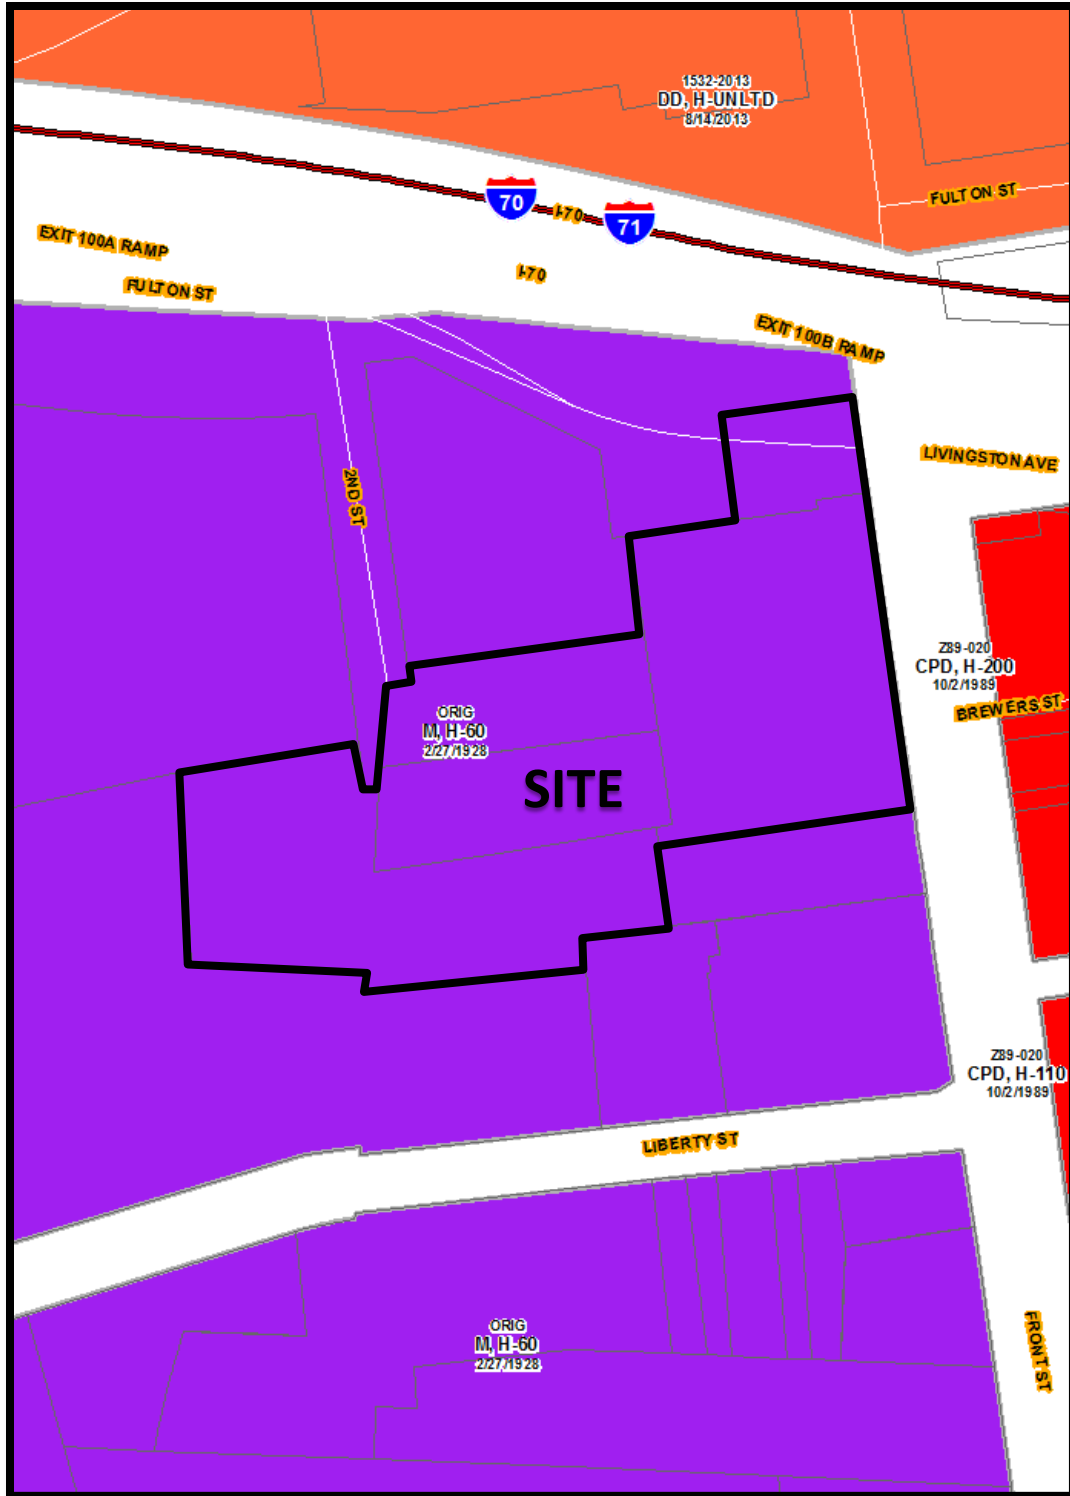 1532-2013
DD, H-UNLTD
8/14/2013
FULTON ST
70
I-70
71
EXIT 100A RAMP
I-70
FULTON ST
EXIT 100B RAMP
LIVINGSTON AVE
2ND ST
Z89-020
CPD, H-200
10/2/1989
BREWERS ST
ORIG
M, H-60
2/27/1928
SITE
Z89-020
CPD, H-110
10/2/1989
LIBERTY ST
ORIG
M, H-60
2/27/1928
FRONT ST